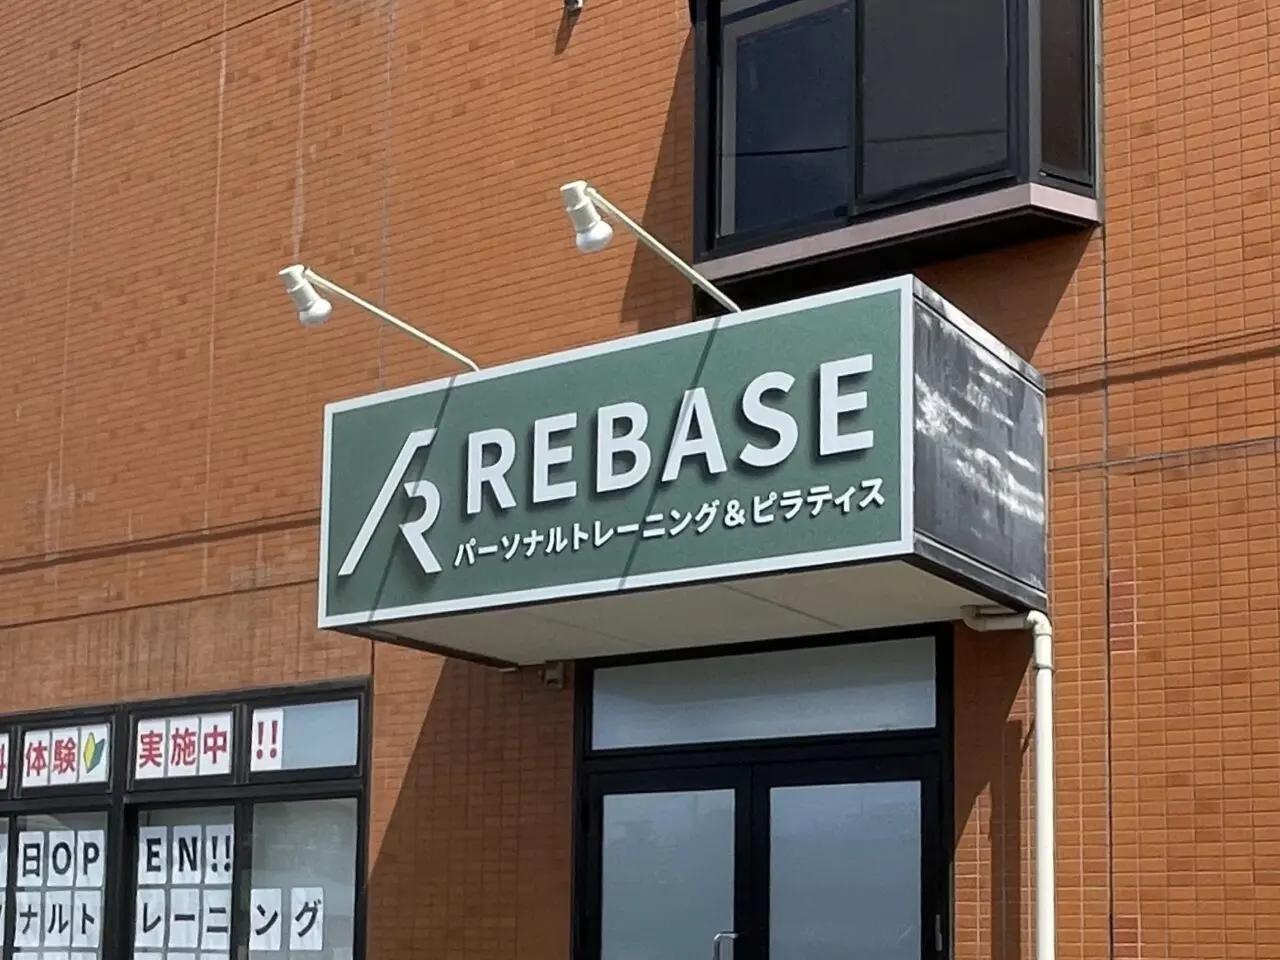 REBASE
パーソナルトレーニング&ピラティス
体験 実施中 !!
日OPEN!!
ナルトレーニング